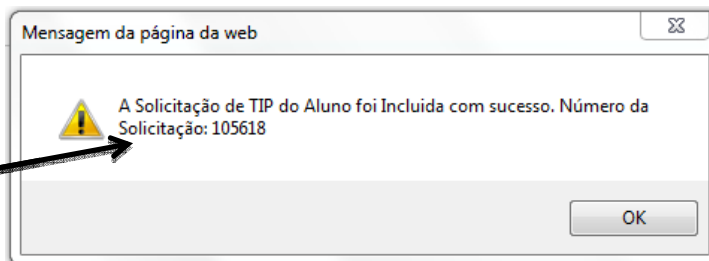 Mensagem da página da web
A Solicitação de TIP do Aluno foi Incluida com sucesso. Número da
Solicitação: 105618
OK